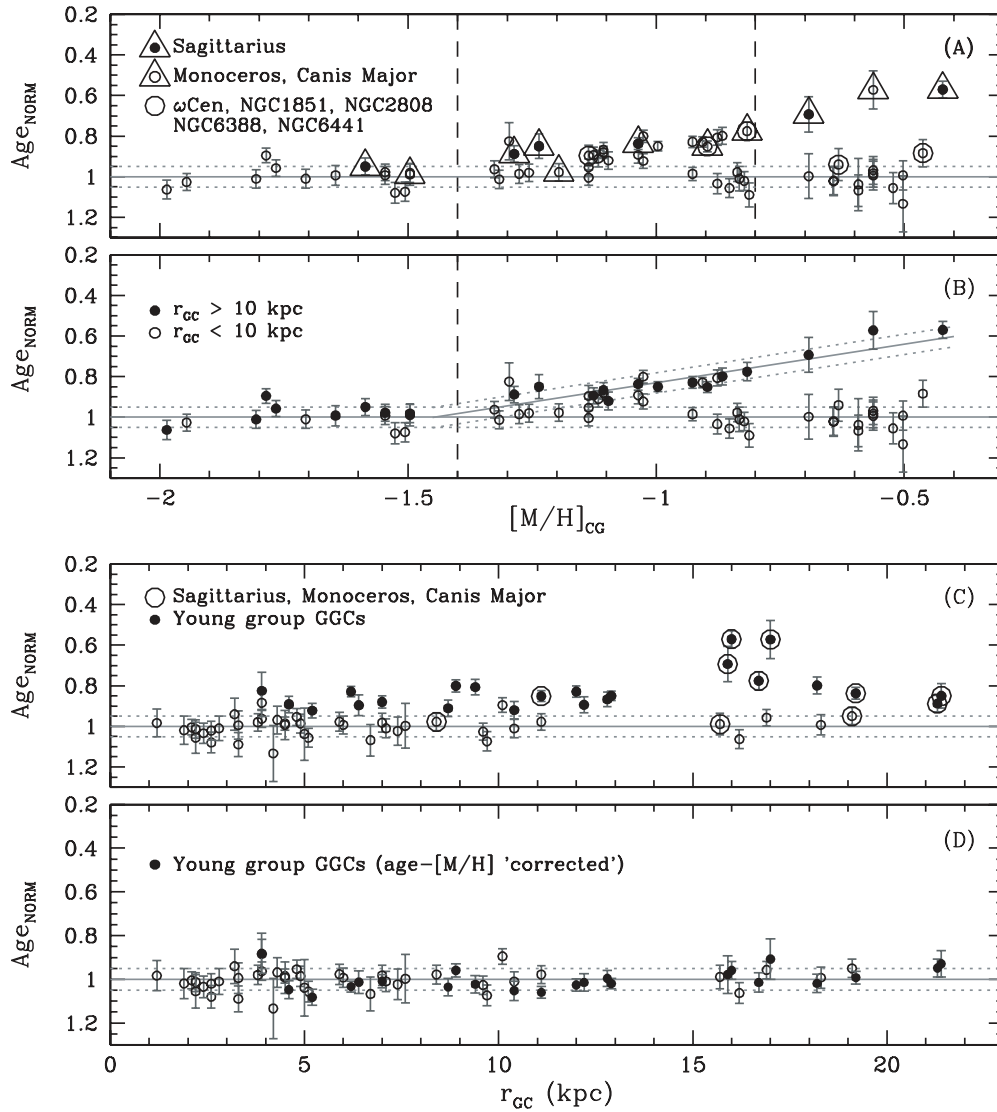 (A)
Sagittarius
Monoceros, Canis Major
ωCen, NGC1851, NGC2808
NGC6388, NGC6441
Age_NORM
0.2
0.4
0.6
0.8
1
1.2
(B)
r_GC > 10 kpc
r_GC < 10 kpc
Age_NORM
0.2
0.4
0.6
0.8
1
1.2
−2
−1.5
−1
−0.5
[M/H]_CG
(C)
Sagittarius, Monoceros, Canis Major
Young group GGCs
Age_NORM
0.2
0.4
0.6
0.8
1
1.2
(D)
Young group GGCs (age−[M/H] 'corrected')
Age_NORM
0.2
0.4
0.6
0.8
1
1.2
0
5
10
15
20
r_GC (kpc)